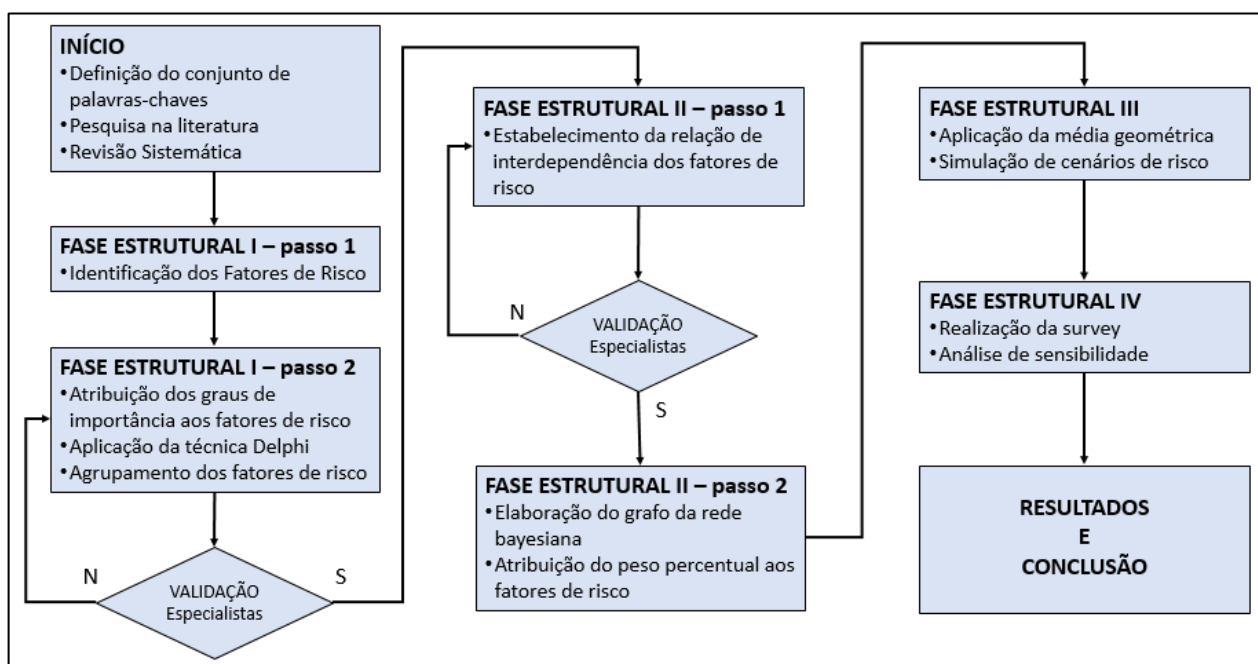 INÍCIO
•Definição do conjunto de
palavras-chaves
•Pesquisa na literatura
•Revisão Sistemática
FASE ESTRUTURAL I – passo 1
•Identificação dos Fatores de Risco
FASE ESTRUTURAL I – passo 2
•Atribuição dos graus de
importância aos fatores de risco
•Aplicação da técnica Delphi
•Agrupamento dos fatores de risco
N
VALIDAÇÃO
Especialistas
S
FASE ESTRUTURAL II – passo 1
•Estabelecimento da relação de
interdependência dos fatores de
risco
N
VALIDAÇÃO
Especialistas
S
FASE ESTRUTURAL II – passo 2
•Elaboração do grafo da rede
bayesiana
•Atribuição do peso percentual aos
fatores de risco
FASE ESTRUTURAL III
•Aplicação da média geométrica
•Simulação de cenários de risco
FASE ESTRUTURAL IV
•Realização da survey
•Análise de sensibilidade
RESULTADOS
E
CONCLUSÃO